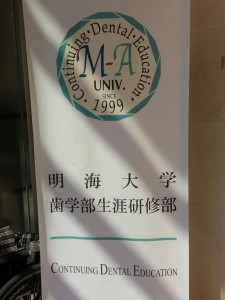 Continuing・Dental・Education・
M-A
UNIV.
SINCE
1999
明海大学
歯学部生涯研修部
CONTINUING DENTAL EDUCATION